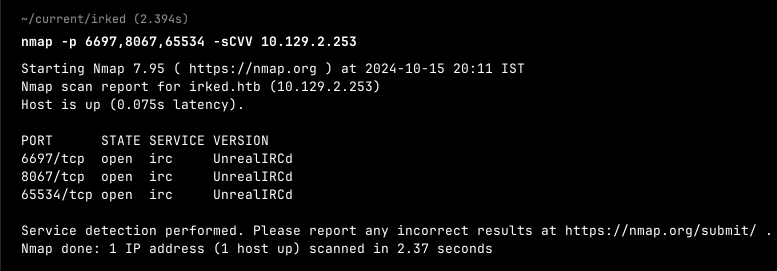 ~/current/irked (2.394s)
nmap -p 6697,8067,65534 -sCVV 10.129.2.253
Starting Nmap 7.95 ( https://nmap.org ) at 2024-10-15 20:11 IST
Nmap scan report for irked.htb (10.129.2.253)
Host is up (0.075s latency).
PORT      STATE SERVICE VERSION
6697/tcp  open  irc     UnrealIRCd
8067/tcp  open  irc     UnrealIRCd
65534/tcp open  irc     UnrealIRCd
Service detection performed. Please report any incorrect results at https://nmap.org/submit/ .
Nmap done: 1 IP address (1 host up) scanned in 2.37 seconds